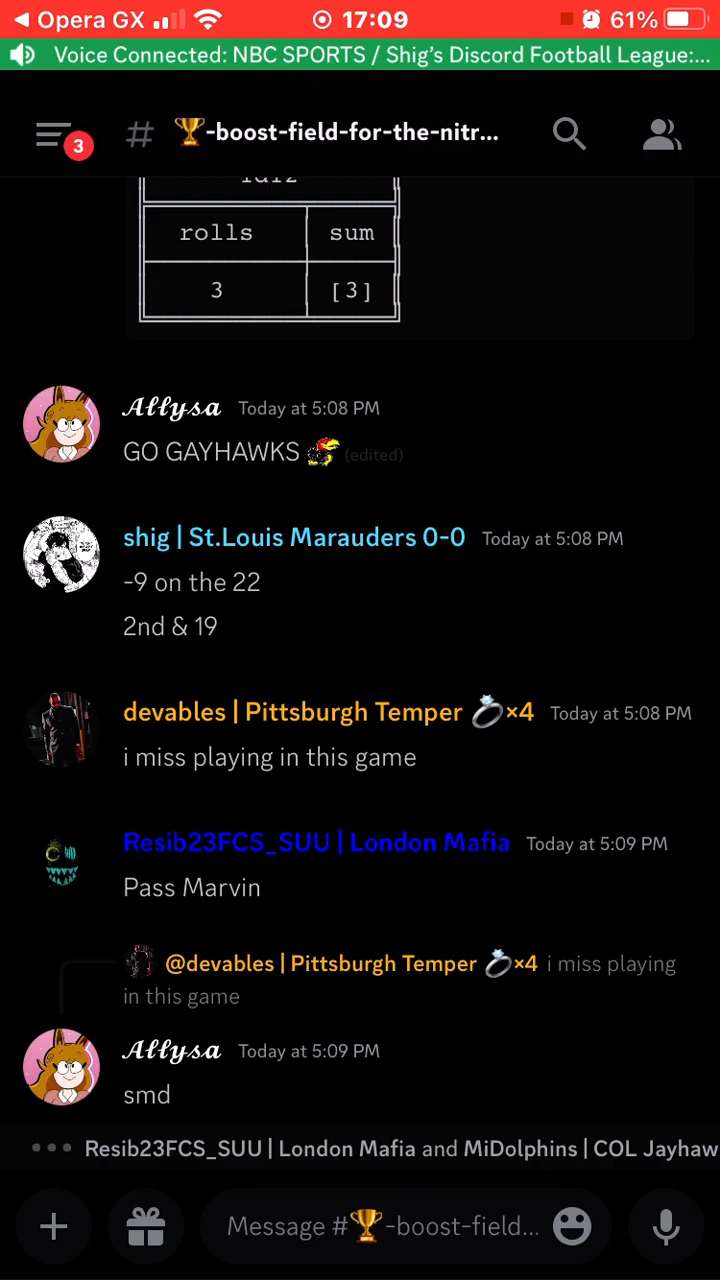 ◀ Opera GX 17:09 61%
Voice Connected: NBC SPORTS / Shig's Discord Football League:...
3 # 🏆-boost-field-for-the-nitr...
rolls sum
3 [3]
Allysa Today at 5:08 PM
GO GAYHAWKS (edited)
shig | St.Louis Marauders 0-0 Today at 5:08 PM
-9 on the 22
2nd & 19
devables | Pittsburgh Temper 💍×4 Today at 5:08 PM
i miss playing in this game
Resib23FCS_SUU | London Mafia Today at 5:09 PM
Pass Marvin
@devables | Pittsburgh Temper 💍×4 i miss playing
in this game
Allysa Today at 5:09 PM
smd
Resib23FCS_SUU | London Mafia and MiDolphins | COL Jayhaw
Message #🏆-boost-field...